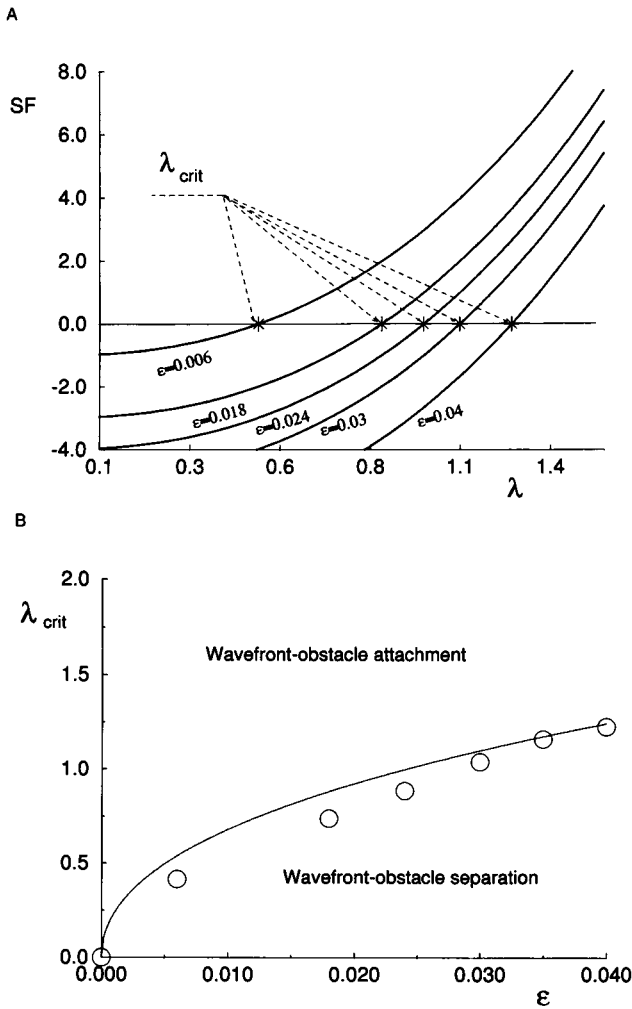 A
SF
8.0
6.0
4.0
2.0
0.0
-2.0
-4.0
λ crit
ε=0.006
ε=0.018
ε=0.024
ε=0.03
ε=0.04
0.1
0.3
0.6
0.8
1.1
1.4
λ
B
λ crit
2.0
1.5
1.0
0.5
0.0
Wavefront-obstacle attachment
Wavefront-obstacle separation
0.000
0.010
0.020
0.030
0.040
ε